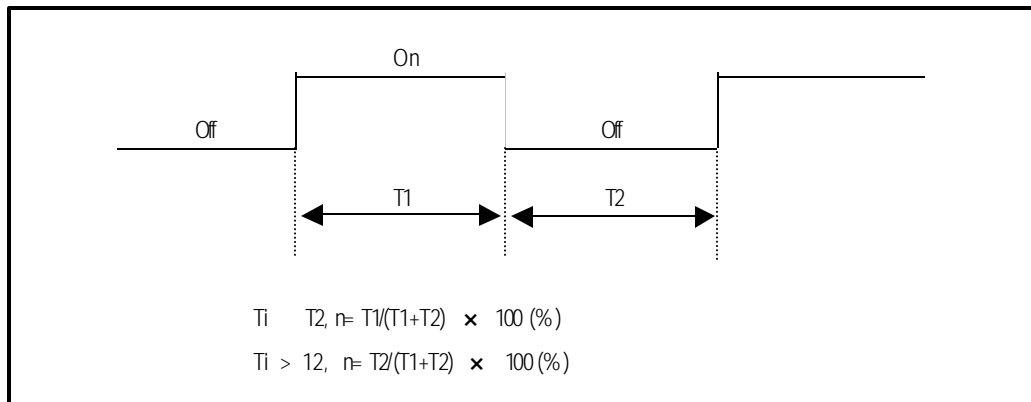 On
Off
Off
T1
T2
Ti T2, n= T1/(T1+T2) × 100 (%)
Ti > 12, n= T2/(T1+T2) × 100 (%)